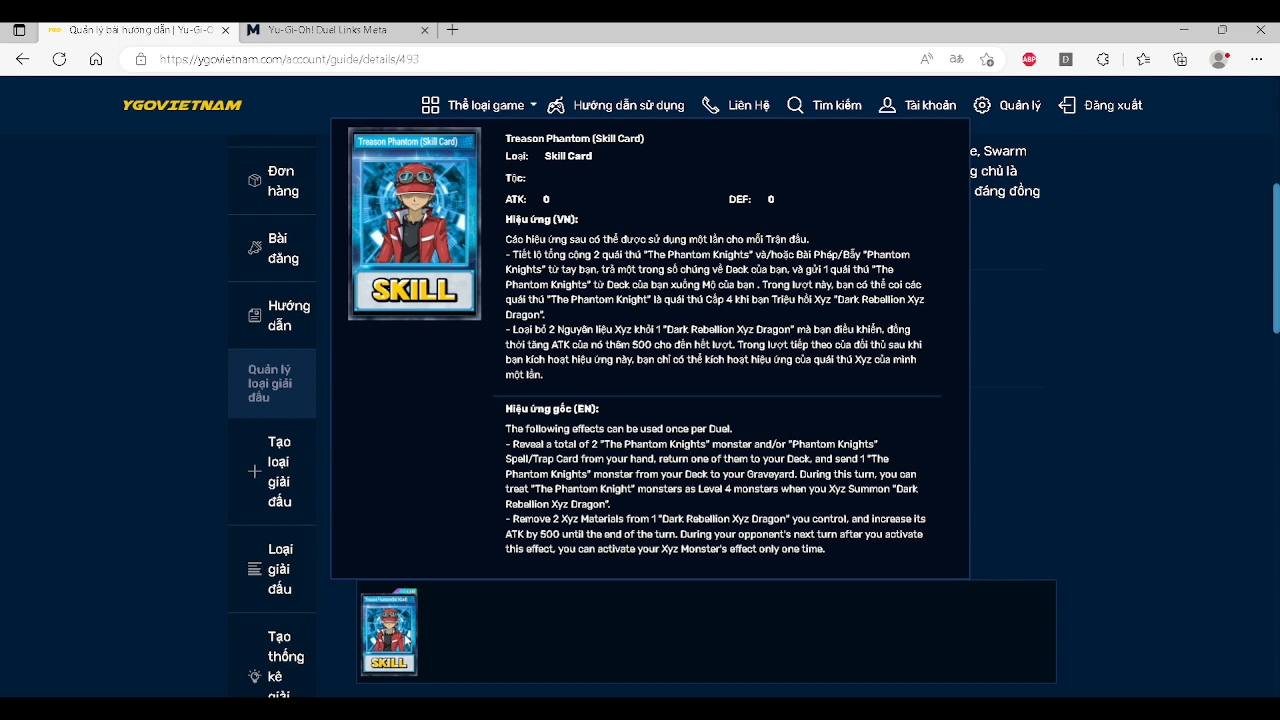 Quản lý bài hướng dẫn | Yu-Gi-O
Yu-Gi-Oh! Duel Links Meta
https://ygovietnam.com/account/guide/details/493
YGOVIETNAM
Thể loại game
Hướng dẫn sử dụng
Liên Hệ
Tìm kiếm
Tài khoản
Quản lý
Đăng xuất
Đơn
hàng
Bài
đăng
Hướng
dẫn
Quản lý
loại giải
đấu
Tạo
loại
giải
đấu
Loại
giải
đấu
Tạo
thống
kê
giải
Treason Phantom (Skill Card)
SKILL
Treason Phantom (Skill Card)
Loại: Skill Card
Tộc:
ATK: 0 DEF: 0
Hiệu ứng (VN):
Các hiệu ứng sau có thể được sử dụng một lần cho mỗi Trận đấu.
- Tiết lộ tổng cộng 2 quái thú "The Phantom Knights" và/hoặc Bài Phép/Bẫy "Phantom
Knights" từ tay bạn, trả một trong số chúng về Deck của bạn, và gửi 1 quái thú "The
Phantom Knights" từ Deck của bạn xuống Mộ của bạn . Trong lượt này, bạn có thể coi các
quái thú "The Phantom Knight" là quái thú Cấp 4 khi bạn Triệu hồi Xyz "Dark Rebellion Xyz
Dragon".
- Loại bỏ 2 Nguyên liệu Xyz khỏi 1 "Dark Rebellion Xyz Dragon" mà bạn điều khiển, đồng
thời tăng ATK của nó thêm 500 cho đến hết lượt. Trong lượt tiếp theo của đối thủ sau khi
bạn kích hoạt hiệu ứng này, bạn chỉ có thể kích hoạt hiệu ứng của quái thú Xyz của mình
một lần.
Hiệu ứng gốc (EN):
The following effects can be used once per Duel.
- Reveal a total of 2 "The Phantom Knights" monster and/or "Phantom Knights"
Spell/Trap Card from your hand, return one of them to your Deck, and send 1 "The
Phantom Knights" monster from your Deck to your Graveyard. During this turn, you can
treat "The Phantom Knight" monsters as Level 4 monsters when you Xyz Summon "Dark
Rebellion Xyz Dragon".
- Remove 2 Xyz Materials from 1 "Dark Rebellion Xyz Dragon" you control, and increase its
ATK by 500 until the end of the turn. During your opponent's next turn after you activate
this effect, you can activate your Xyz Monster's effect only one time.
e, Swarm
g chủ là
đáng đồng
Treason Phantom (Skill Card)
SKILL